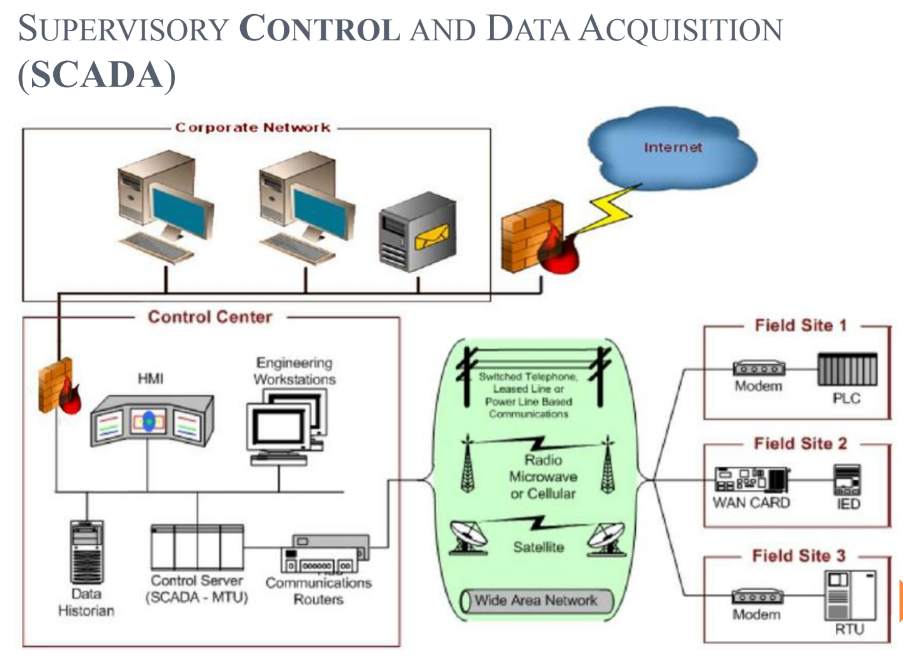 SUPERVISORY CONTROL AND DATA ACQUISITION
(SCADA)
Corporate Network
Internet
Control Center
HMI
Engineering
Workstations
Data
Historian
Control Server
(SCADA - MTU)
Communications
Routers
Switched Telephone,
Leased Line or
Power Line Based
Communications
Radio
Microwave
or Cellular
Satellite
Wide Area Network
Field Site 1
Modem
PLC
Field Site 2
WAN CARD
IED
Field Site 3
Modem
RTU